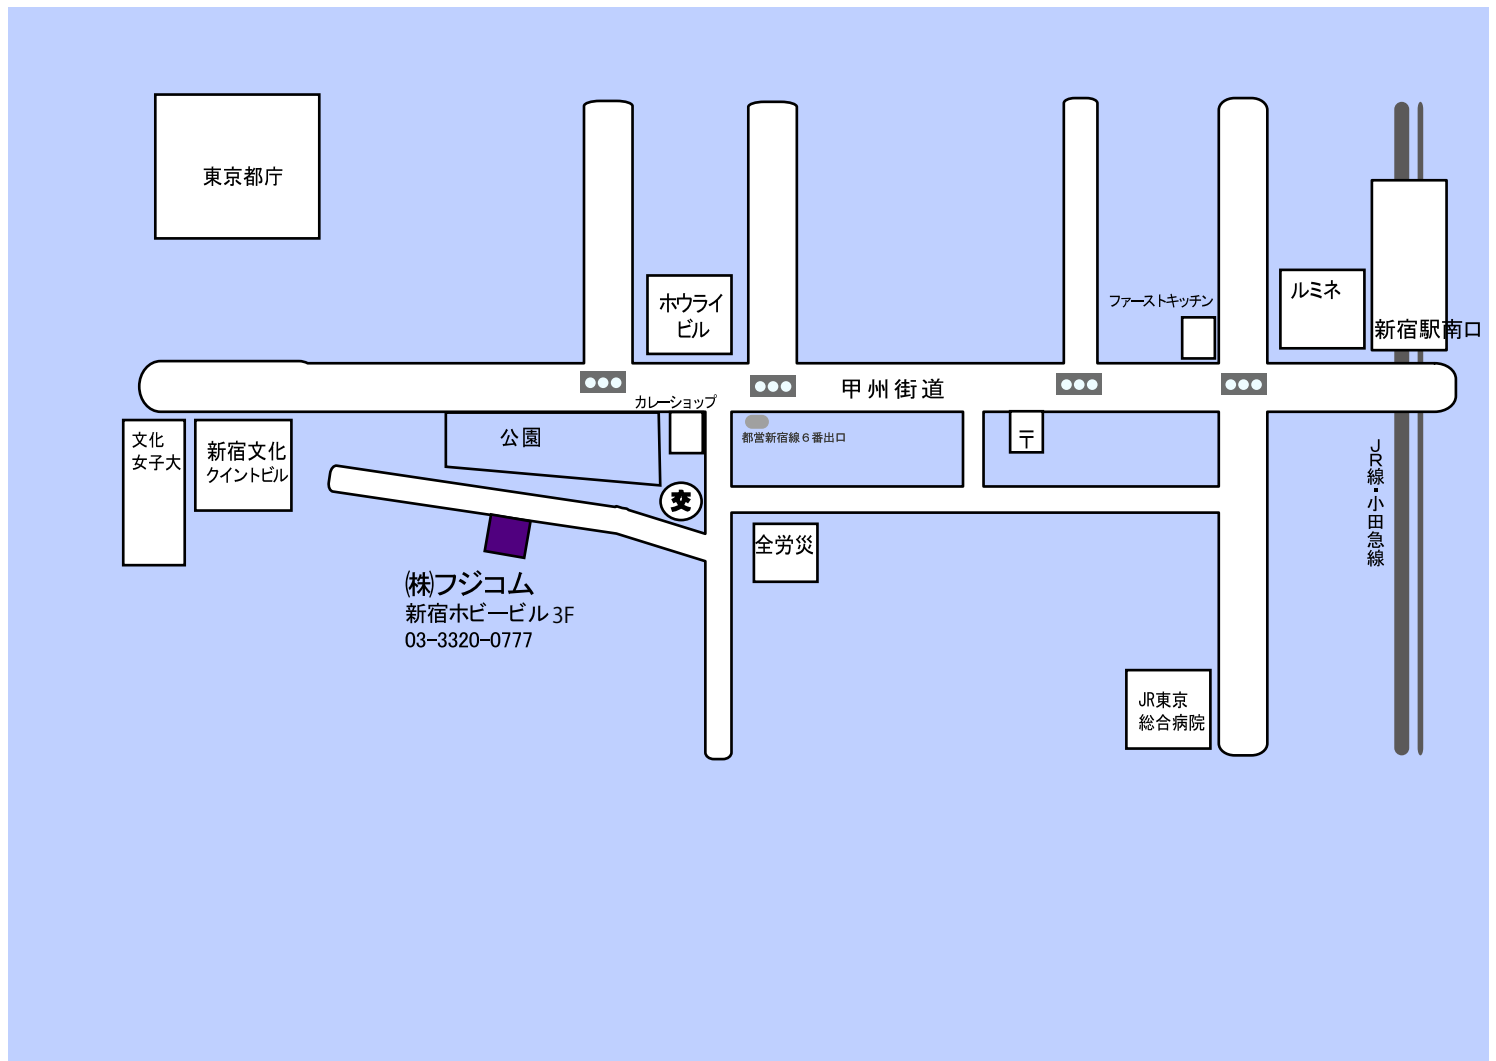 東京都庁
ホウライ
ビル
ファーストキッチン
ルミネ
新宿駅南口
甲州街道
カレーショップ
公園
都営新宿線6番出口
〒
文化
女子大
新宿文化
クイントビル
交
全労災
JR線・小田急線
㈱フジコム
新宿ホビービル 3F
03-3320-0777
JR東京
総合病院